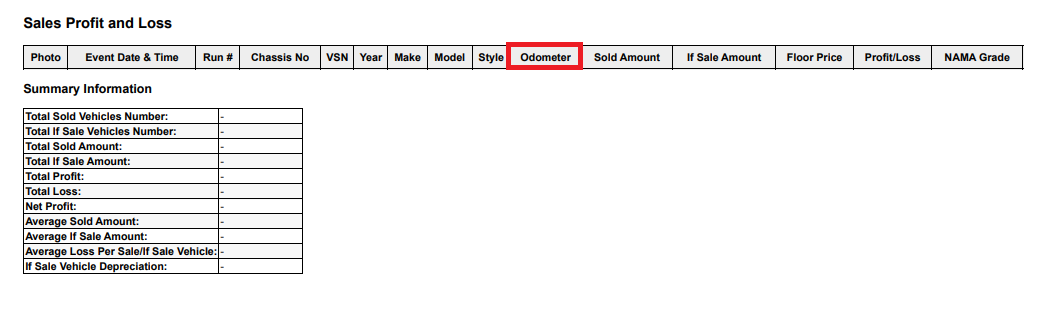 Sales Profit and Loss
Photo Event Date & Time Run # Chassis No VSN Year Make Model Style Odometer Sold Amount If Sale Amount Floor Price Profit/Loss NAMA Grade
Summary Information
Total Sold Vehicles Number: -
Total If Sale Vehicles Number: -
Total Sold Amount: -
Total If Sale Amount: -
Total Profit: -
Total Loss: -
Net Profit: -
Average Sold Amount: -
Average If Sale Amount: -
Average Loss Per Sale/If Sale Vehicle: -
If Sale Vehicle Depreciation: -